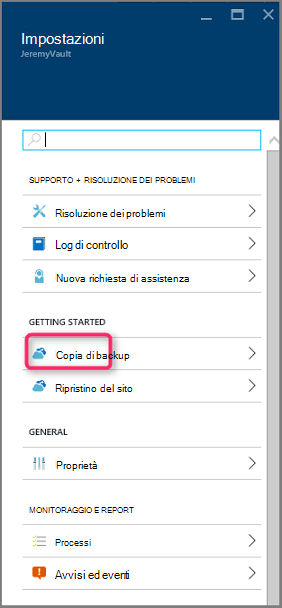 Impostazioni
JeremyVault
SUPPORTO + RISOLUZIONE DEI PROBLEMI
Risoluzione dei problemi
Log di controllo
Nuova richiesta di assistenza
GETTING STARTED
Copia di backup
Ripristino del sito
GENERAL
Proprietà
MONITORAGGIO E REPORT
Processi
Avvisi ed eventi